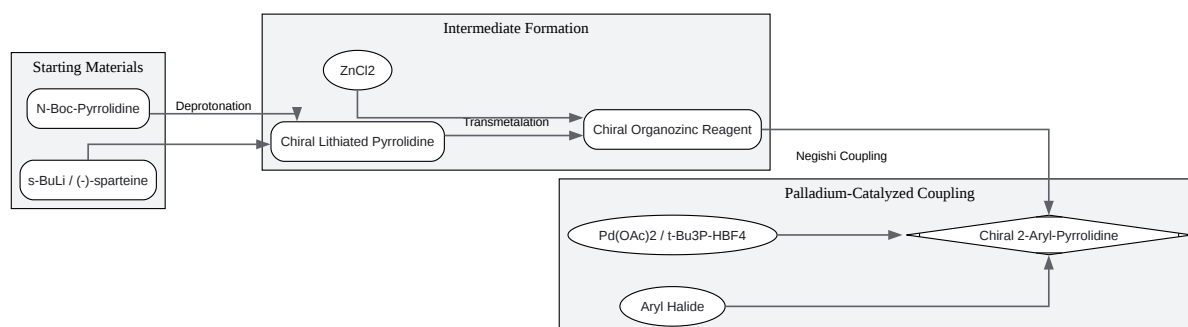 Intermediate Formation
Starting Materials
ZnCl2
N-Boc-Pyrrolidine
Deprotonation
Transmetalation
Chiral Organozinc Reagent
Chiral Lithiated Pyrrolidine
Negishi Coupling
s-BuLi / (-)-sparteine
Palladium-Catalyzed Coupling
Pd(OAc)2 / t-Bu3P-HBF4
Chiral 2-Aryl-Pyrrolidine
Aryl Halide